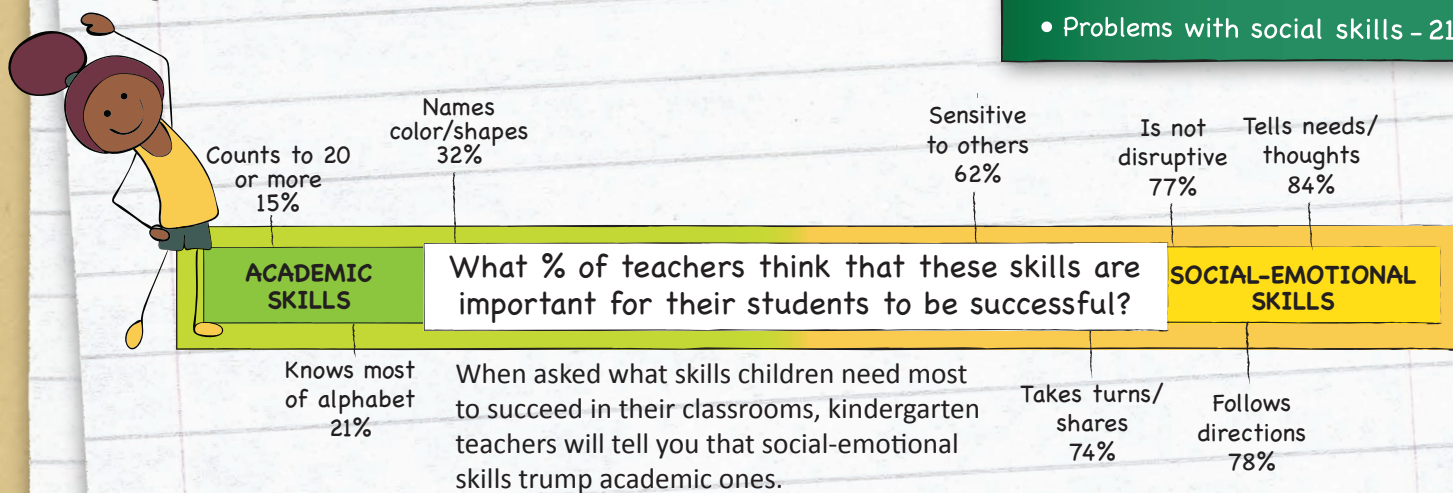 • Problems with social skills – 21
Names
color/shapes
32%
Counts to 20
or more
15%
Sensitive
to others
62%
Is not
disruptive
77%
Tells needs/
thoughts
84%
ACADEMIC
SKILLS
What % of teachers think that these skills are
important for their students to be successful?
SOCIAL-EMOTIONAL
SKILLS
Knows most
of alphabet
21%
When asked what skills children need most
to succeed in their classrooms, kindergarten
teachers will tell you that social-emotional
skills trump academic ones.
Takes turns/
shares
74%
Follows
directions
78%